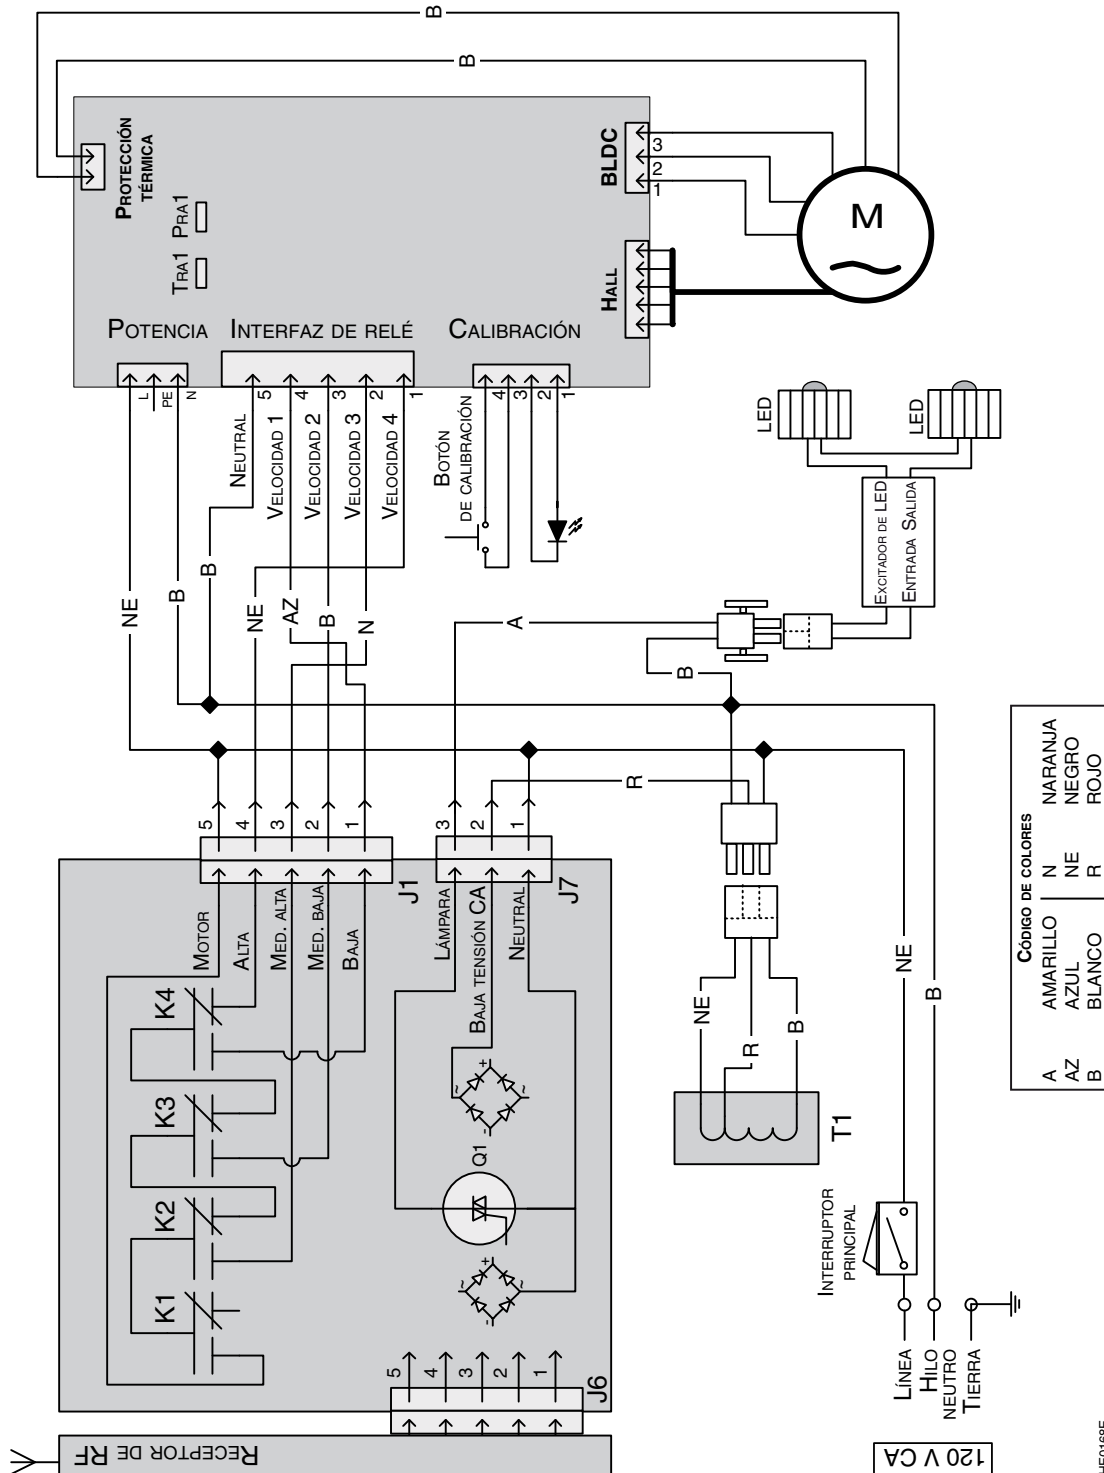 B
B
PROTECCIÓN
TÉRMICA
TRA1
PRA1
BLDC
3
2
1
HALL
M
POTENCIA
INTERFAZ DE RELÉ
CALIBRACIÓN
L
PE
N
5
4
3
2
1
4
3
2
1
NEUTRAL
VELOCIDAD 1
VELOCIDAD 2
VELOCIDAD 3
VELOCIDAD 4
BOTÓN
DE CALIBRACIÓN
LED
LED
EXCITADOR DE LED
ENTRADA SALIDA
NE
B
B
NE
AZ
B
N
A
B
R
5
4
3
2
1
J1
3
2
1
J7
MOTOR
ALTA
MED. ALTA
MED. BAJA
BAJA
LÁMPARA
BAJA TENSIÓN CA
NEUTRAL
K4
K3
K2
K1
~
+
-
~
Q1
~
+
-
~
NE
R
B
T1
NE
B
INTERRUPTOR
PRINCIPAL
LÍNEA
HILO
NEUTRO
TIERRA
120 V CA
5
4
3
2
1
J6
RECEPTOR DE RF
CÓDIGO DE COLORES
A AMARILLO N NARANJA
AZ AZUL NE NEGRO
B BLANCO R ROJO